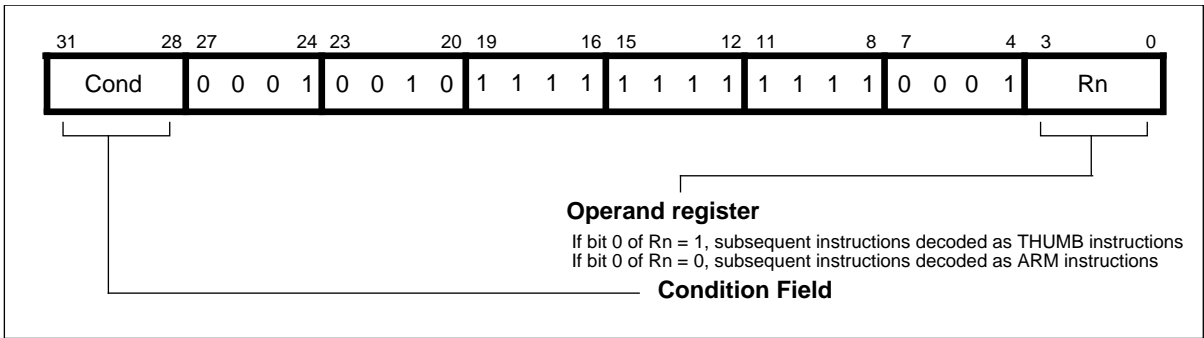 31 28 27 24 23 20 19 16 15 12 11 8 7 4 3 0
Cond 0 0 0 1 0 0 1 0 1 1 1 1 1 1 1 1 1 1 1 1 0 0 0 1 Rn
Operand register
If bit 0 of Rn = 1, subsequent instructions decoded as THUMB instructions
If bit 0 of Rn = 0, subsequent instructions decoded as ARM instructions
Condition Field